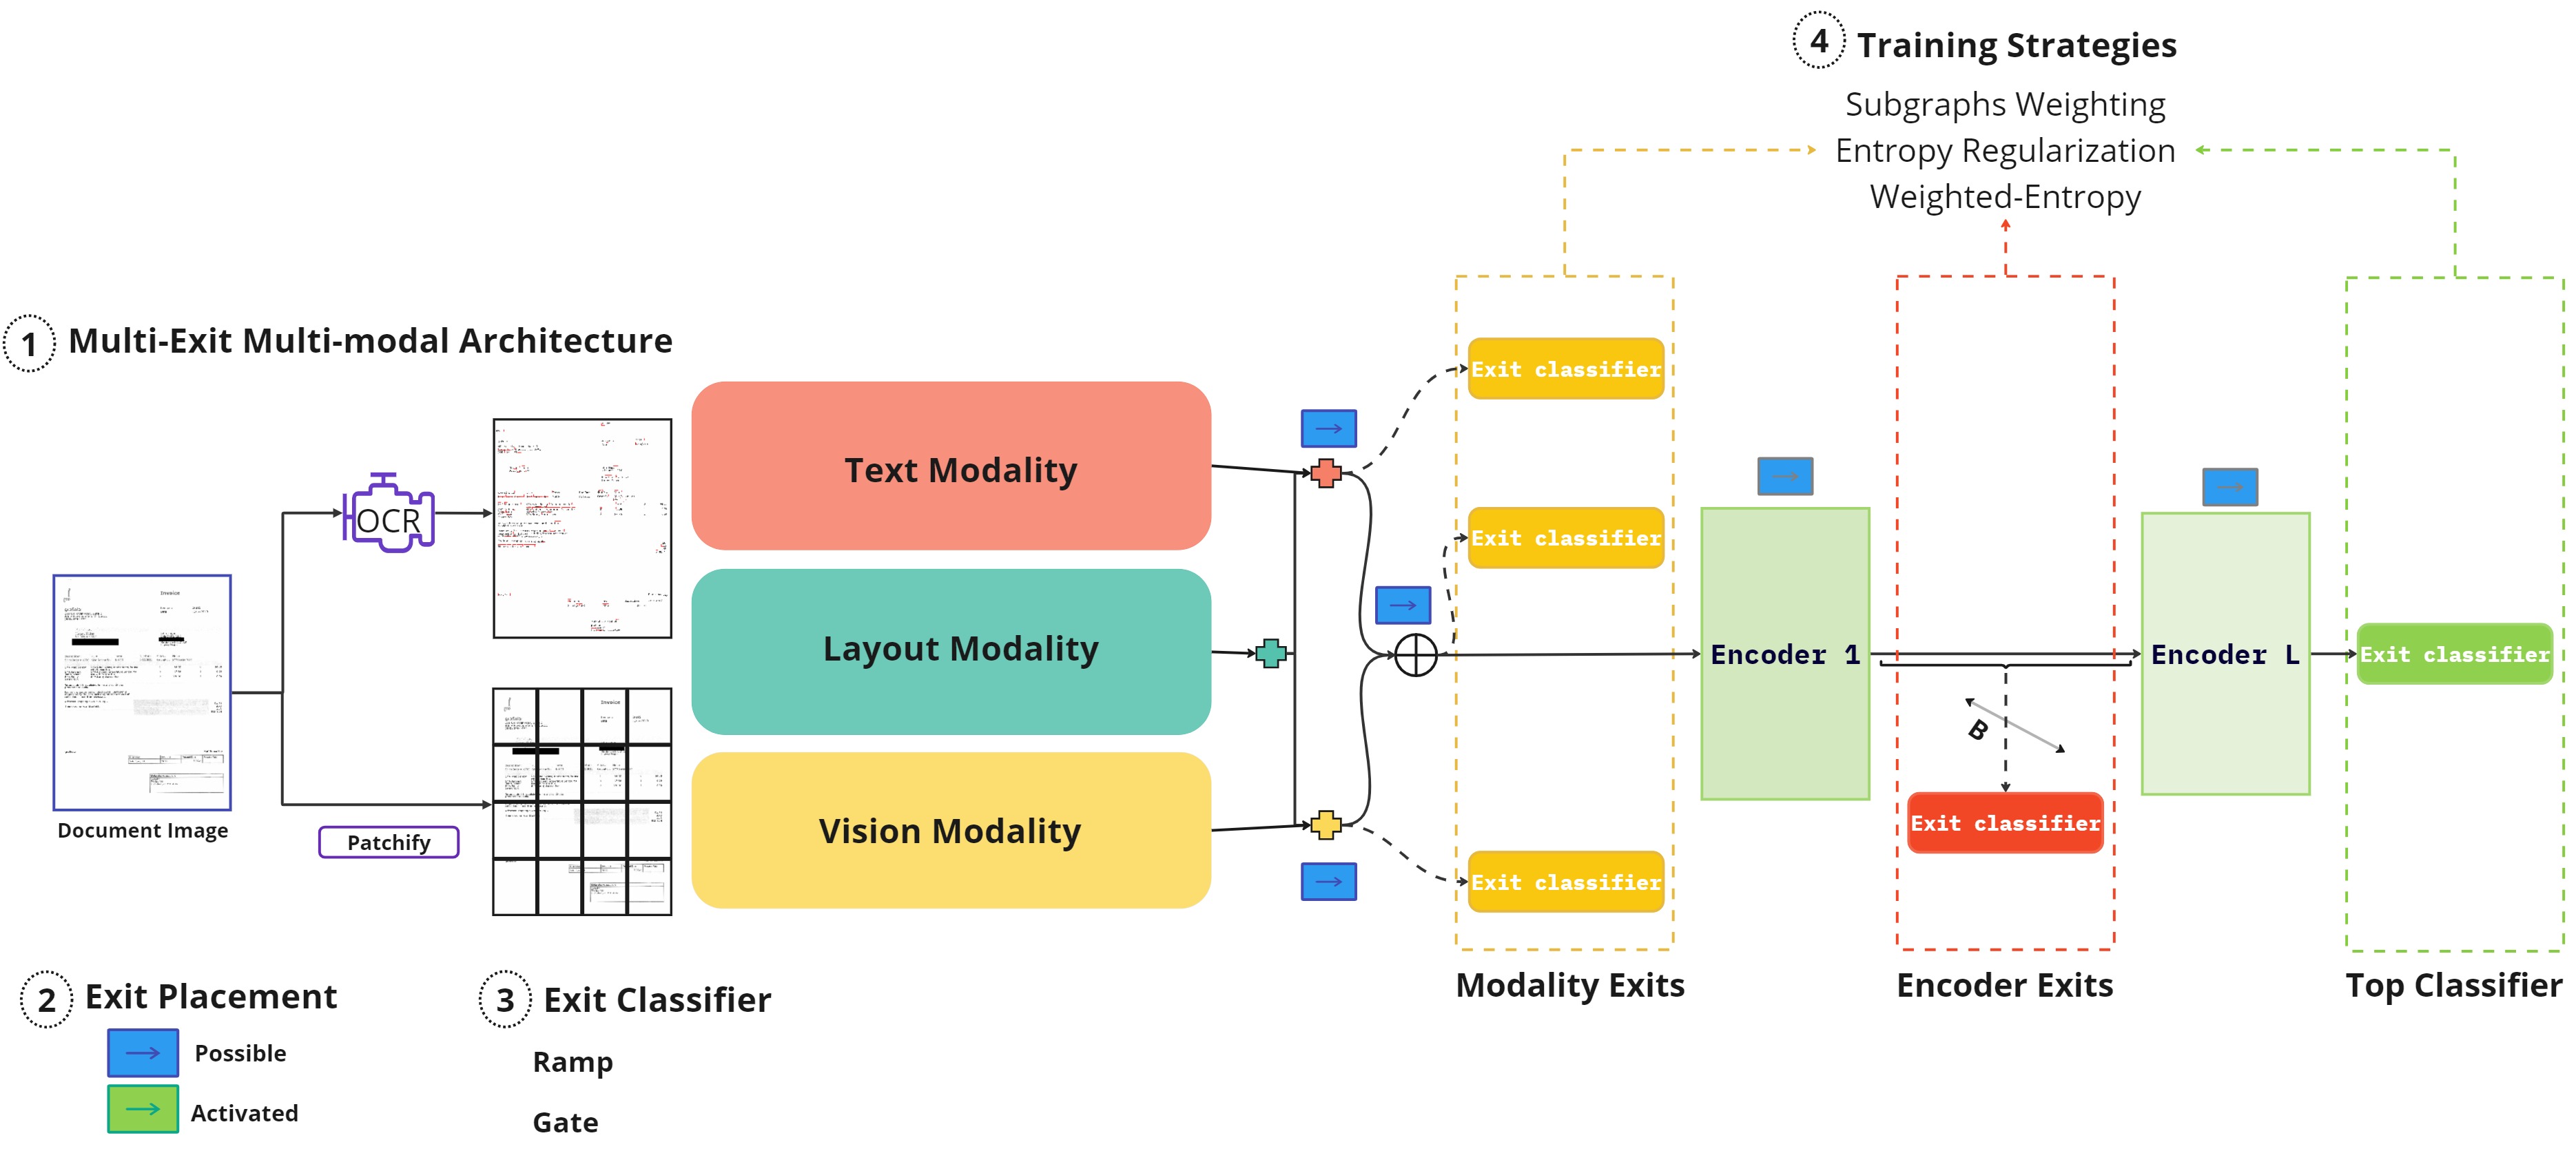 4 Training Strategies
Subgraphs Weighting
Entropy Regularization
Weighted-Entropy
1 Multi-Exit Multi-modal Architecture
OCR
Invoice
Document Image
Patchify
Invoice
Text Modality
Layout Modality
Vision Modality
Exit classifier
Exit classifier
Exit classifier
Encoder 1
B
Exit classifier
Encoder L
Exit classifier
Modality Exits
Encoder Exits
Top Classifier
2 Exit Placement
Possible
Activated
3 Exit Classifier
Ramp
Gate